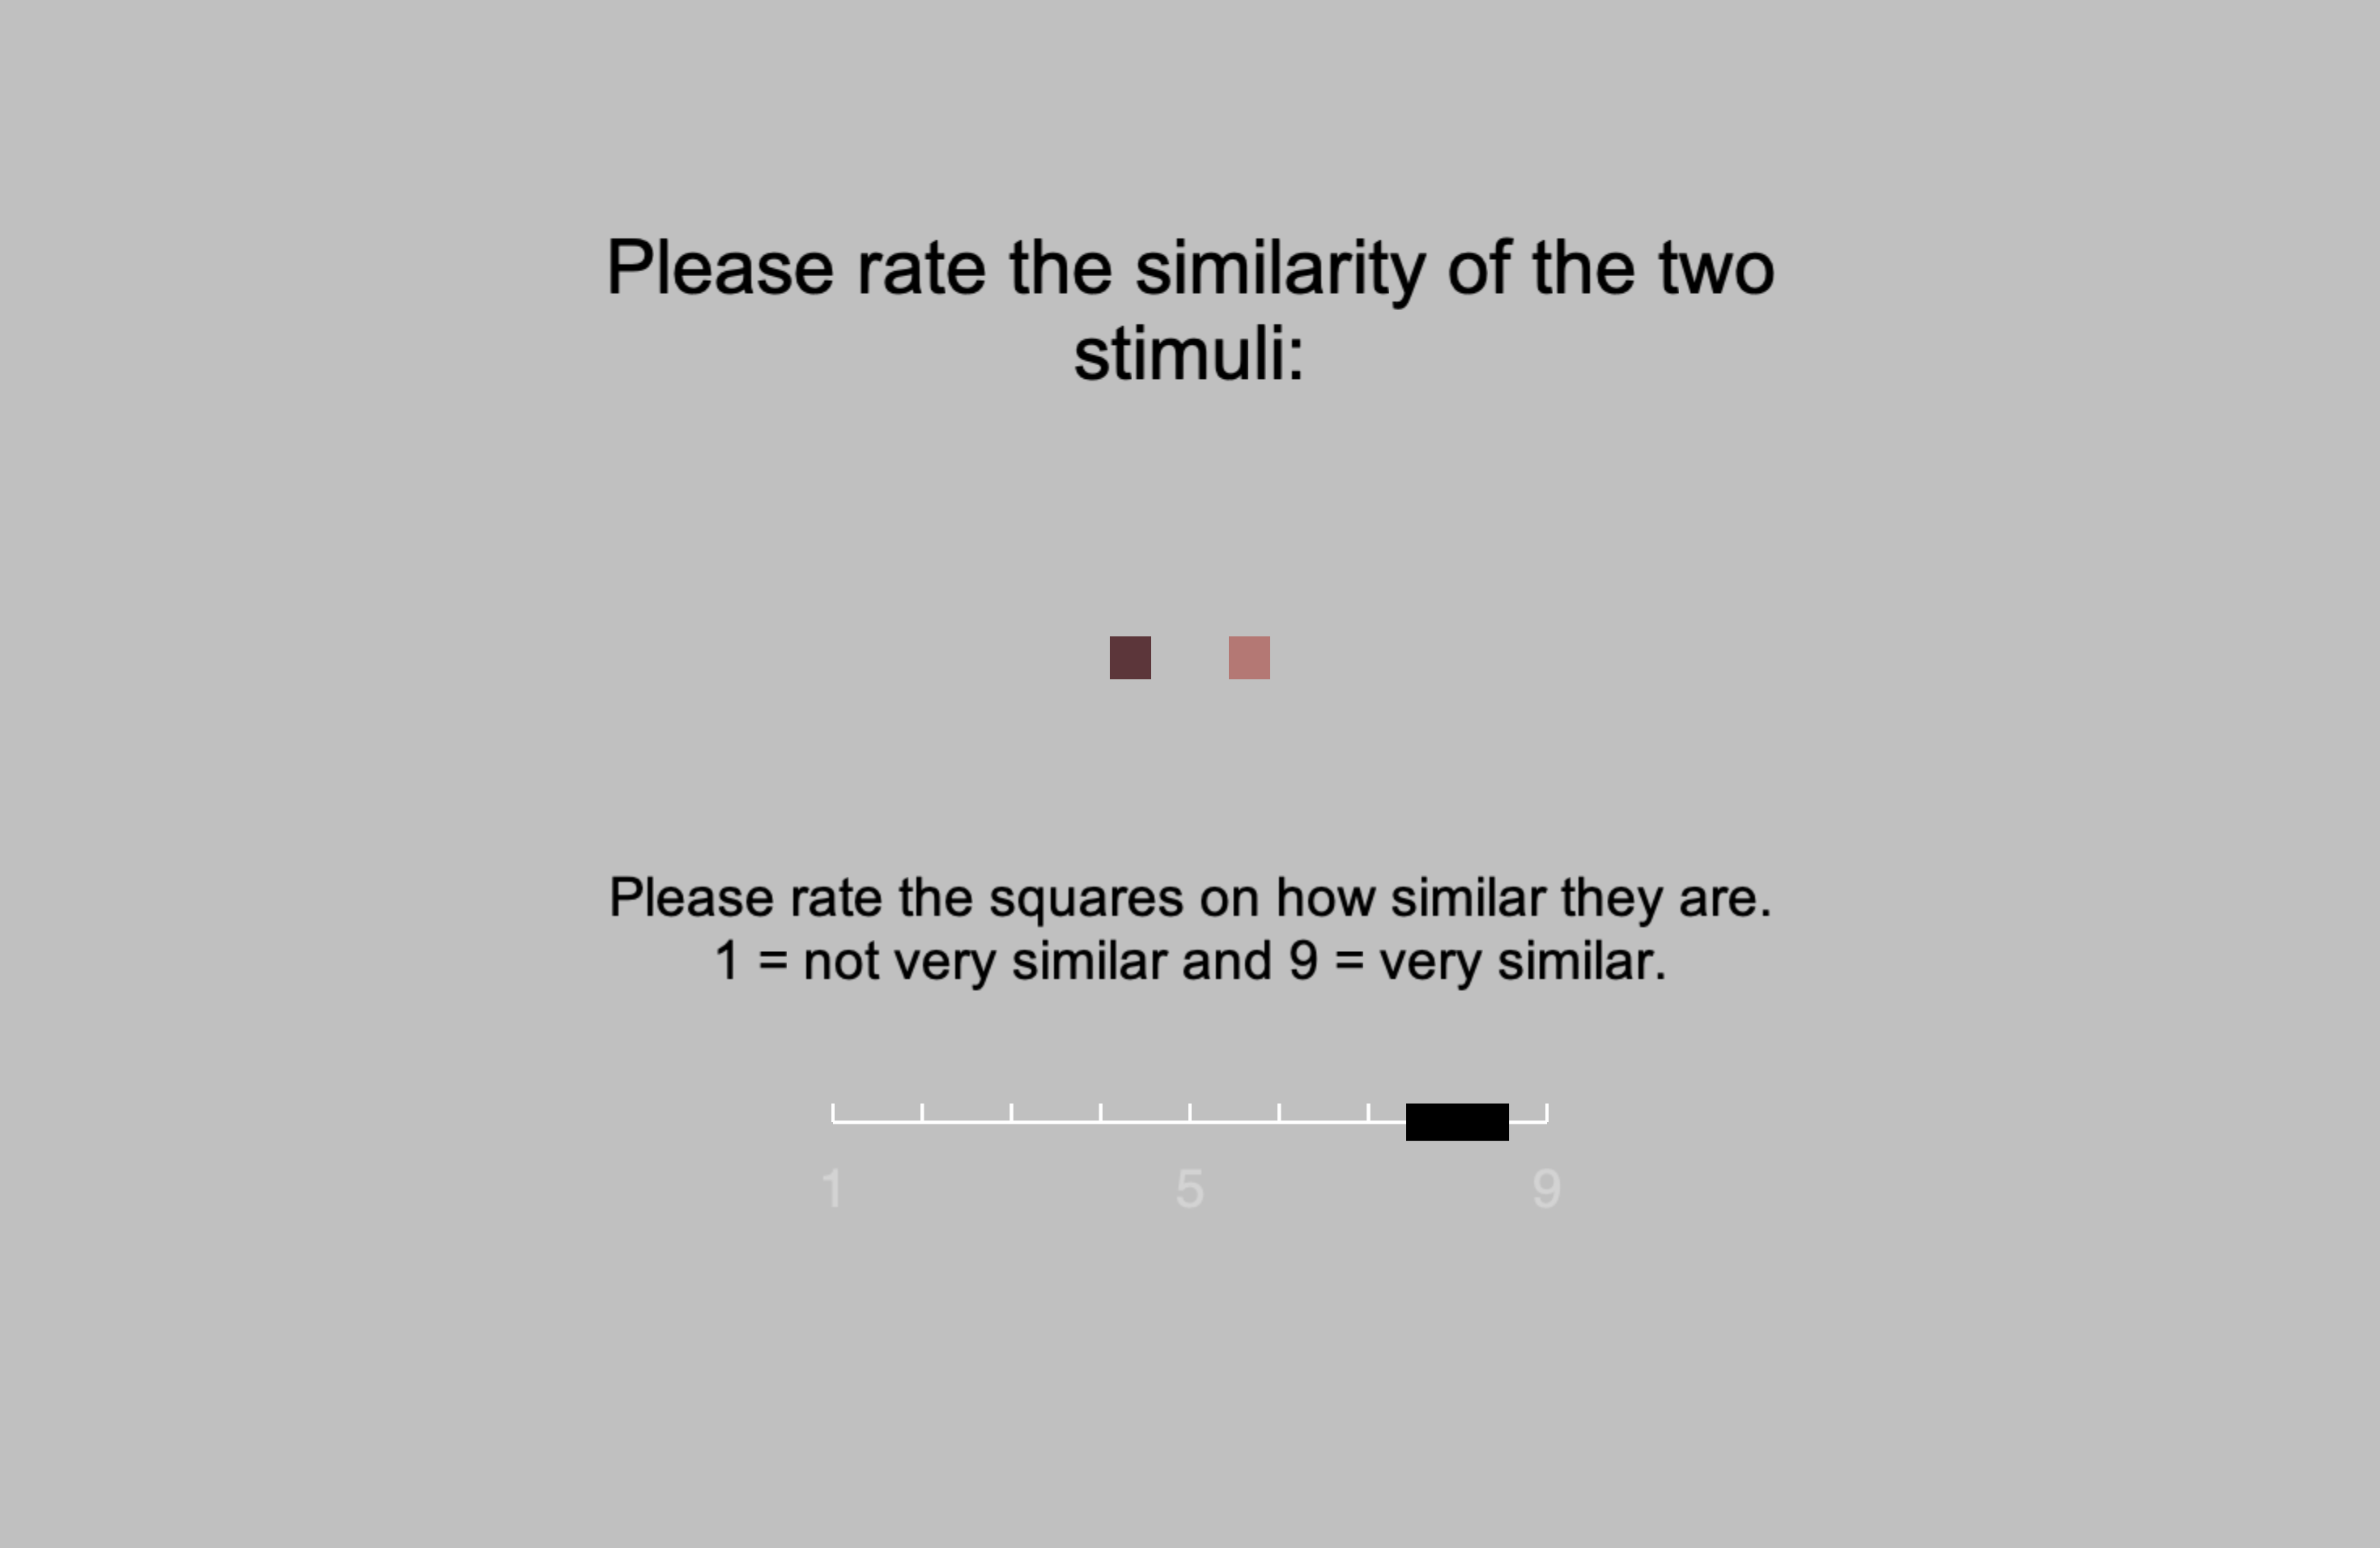 Please rate the similarity of the two
stimuli:
Please rate the squares on how similar they are.
1 = not very similar and 9 = very similar.
1 5 9